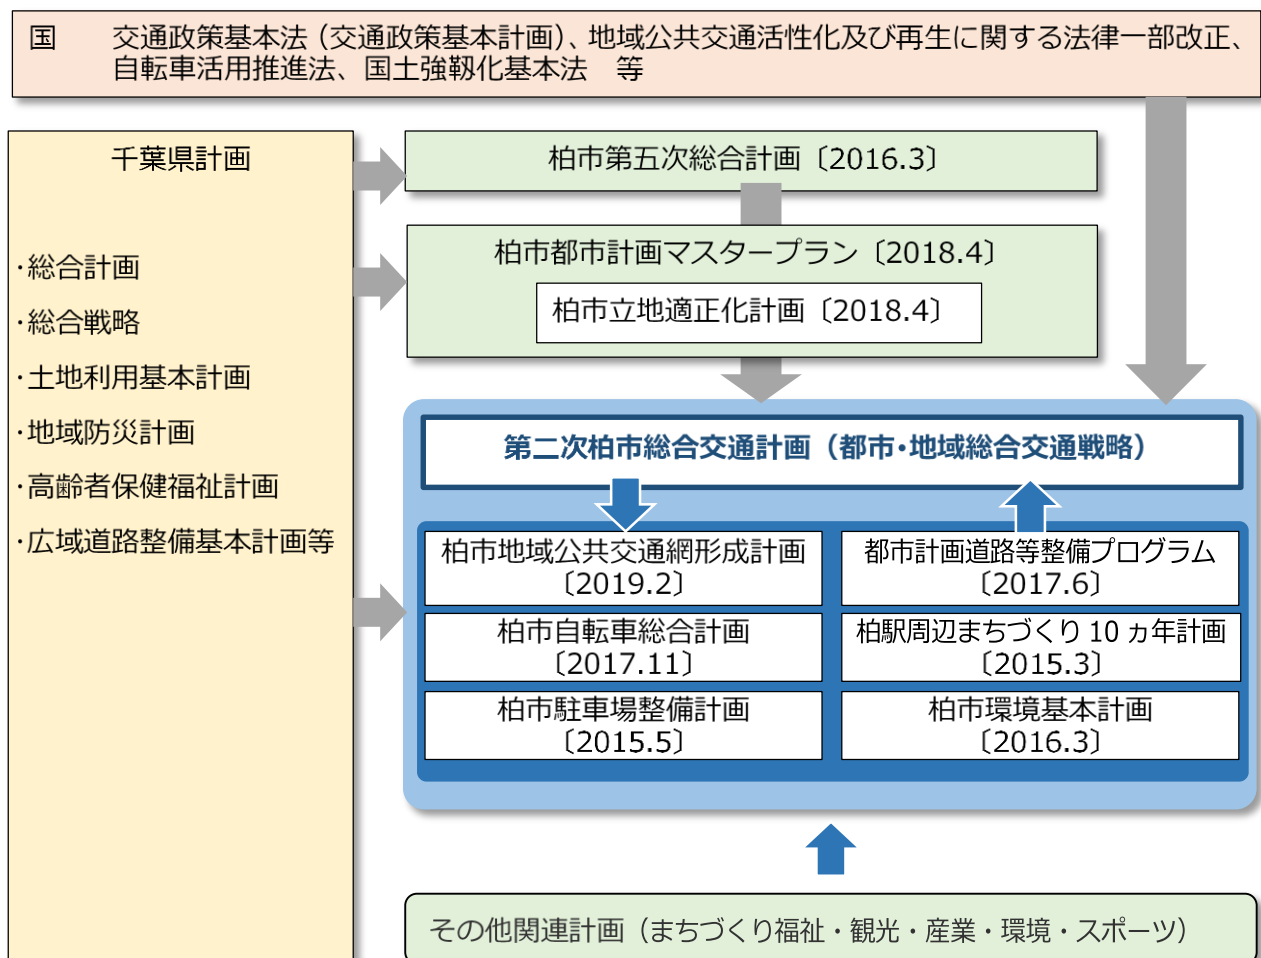 国　交通政策基本法（交通政策基本計画）、地域公共交通活性化及び再生に関する法律一部改正、
自転車活用推進法、国土強靱化基本法　等
千葉県計画
・総合計画
・総合戦略
・土地利用基本計画
・地域防災計画
・高齢者保健福祉計画
・広域道路整備基本計画等
柏市第五次総合計画〔2016.3〕
柏市都市計画マスタープラン〔2018.4〕
柏市立地適正化計画〔2018.4〕
第二次柏市総合交通計画（都市・地域総合交通戦略）
柏市地域公共交通網形成計画
〔2019.2〕
都市計画道路等整備プログラム
〔2017.6〕
柏市自転車総合計画
〔2017.11〕
柏駅周辺まちづくり10ヵ年計画
〔2015.3〕
柏市駐車場整備計画
〔2015.5〕
柏市環境基本計画
〔2016.3〕
その他関連計画（まちづくり福祉・観光・産業・環境・スポーツ）